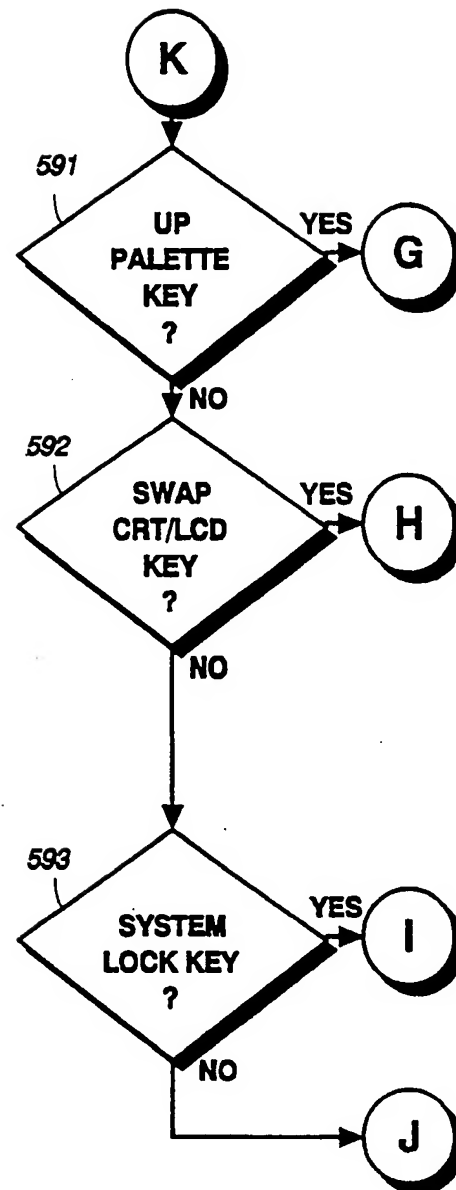 K
591
UP
PALETTE
KEY
?
YES
G
NO
592
SWAP
CRT/LCD
KEY
?
YES
H
NO
593
SYSTEM
LOCK KEY
?
YES
I
NO
J